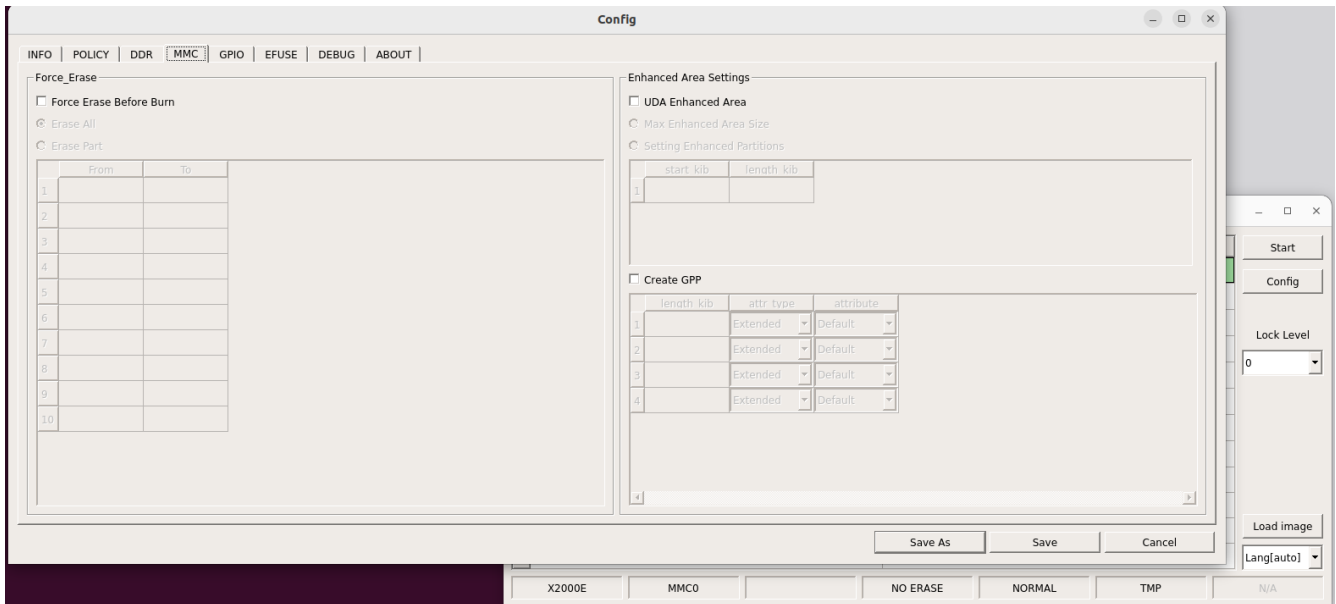 Config
INFO POLICY DDR MMC GPIO EFUSE DEBUG ABOUT
Force_Erase
Force Erase Before Burn
Erase All
Erase Part
From To
1
2
3
4
5
6
7
8
9
10
Enhanced Area Settings
UDA Enhanced Area
Max Enhanced Area Size
Setting Enhanced Partitions
start_kib length_kib
1
Create GPP
length_kib attr_type attribute
1 Extended Default
2 Extended Default
3 Extended Default
4 Extended Default
Save As Save Cancel
Start
Config
Lock Level
0
Load image
Lang[auto]
X2000E MMC0 NO ERASE NORMAL TMP N/A